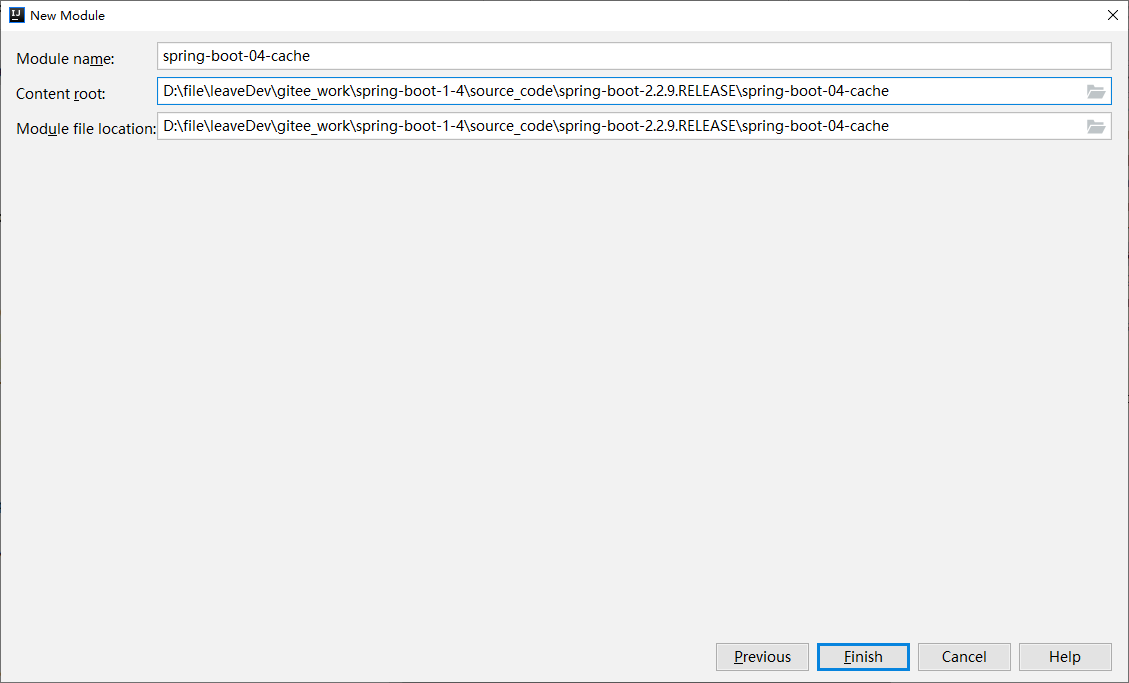 New Module
Module name: spring-boot-04-cache
Content root: D:\file\leaveDev\gitee_work\spring-boot-1-4\source_code\spring-boot-2.2.9.RELEASE\spring-boot-04-cache
Module file location: D:\file\leaveDev\gitee_work\spring-boot-1-4\source_code\spring-boot-2.2.9.RELEASE\spring-boot-04-cache
Previous Finish Cancel Help